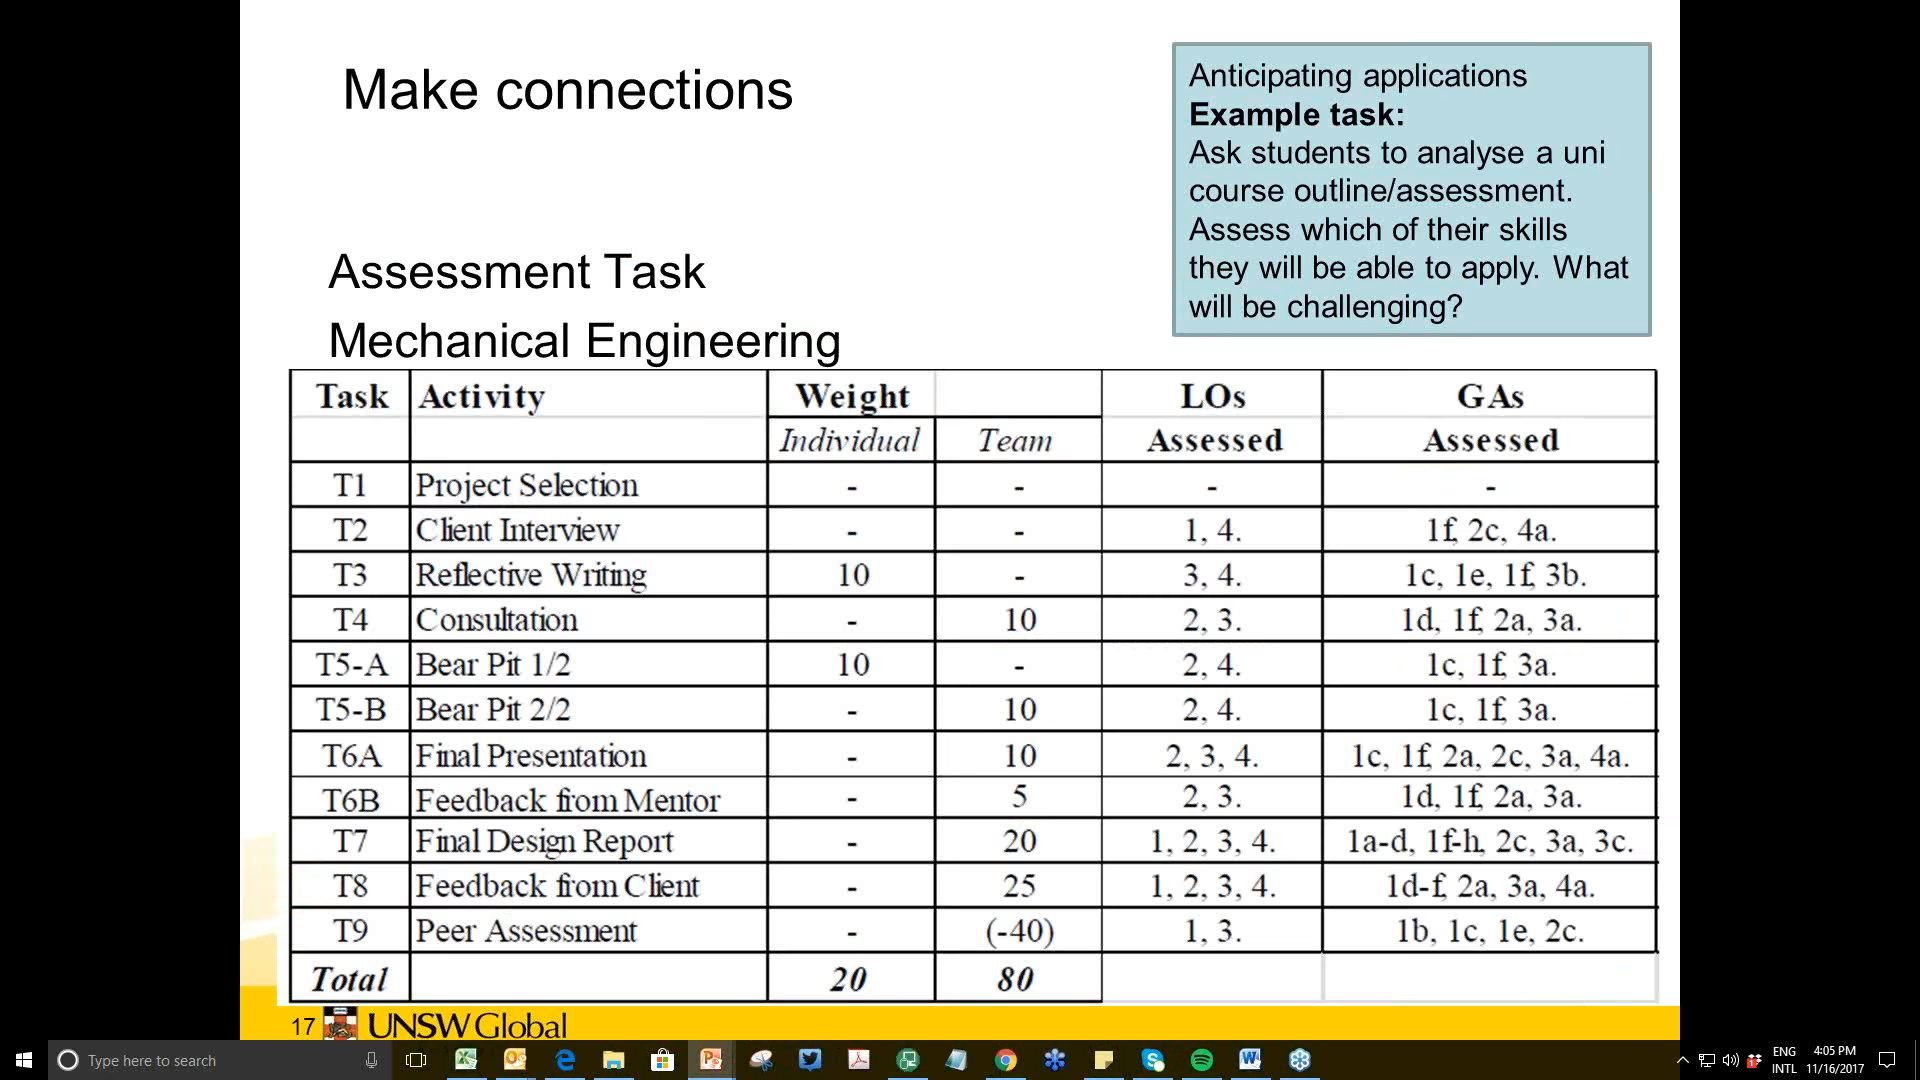 Make connections
Anticipating applications
Example task:
Ask students to analyse a uni
course outline/assessment.
Assess which of their skills
they will be able to apply. What
will be challenging?
Assessment Task
Mechanical Engineering
Task Activity Weight LOs GAs
Individual Team Assessed Assessed
T1 Project Selection - - - -
T2 Client Interview - - 1, 4. 1f, 2c, 4a.
T3 Reflective Writing 10 - 3, 4. 1c, 1e, 1f, 3b.
T4 Consultation - 10 2, 3. 1d, 1f, 2a, 3a.
T5-A Bear Pit 1/2 10 - 2, 4. 1c, 1f, 3a.
T5-B Bear Pit 2/2 - 10 2, 4. 1c, 1f, 3a.
T6A Final Presentation - 10 2, 3, 4. 1c, 1f, 2a, 2c, 3a, 4a.
T6B Feedback from Mentor - 5 2, 3. 1d, 1f, 2a, 3a.
T7 Final Design Report - 20 1, 2, 3, 4. 1a-d, 1f-h, 2c, 3a, 3c.
T8 Feedback from Client - 25 1, 2, 3, 4. 1d-f, 2a, 3a, 4a.
T9 Peer Assessment - (-40) 1, 3. 1b, 1c, 1e, 2c.
Total 20 80
17 UNSW Global
Type here to search
ENG 4:05 PM
INTL 11/16/2017